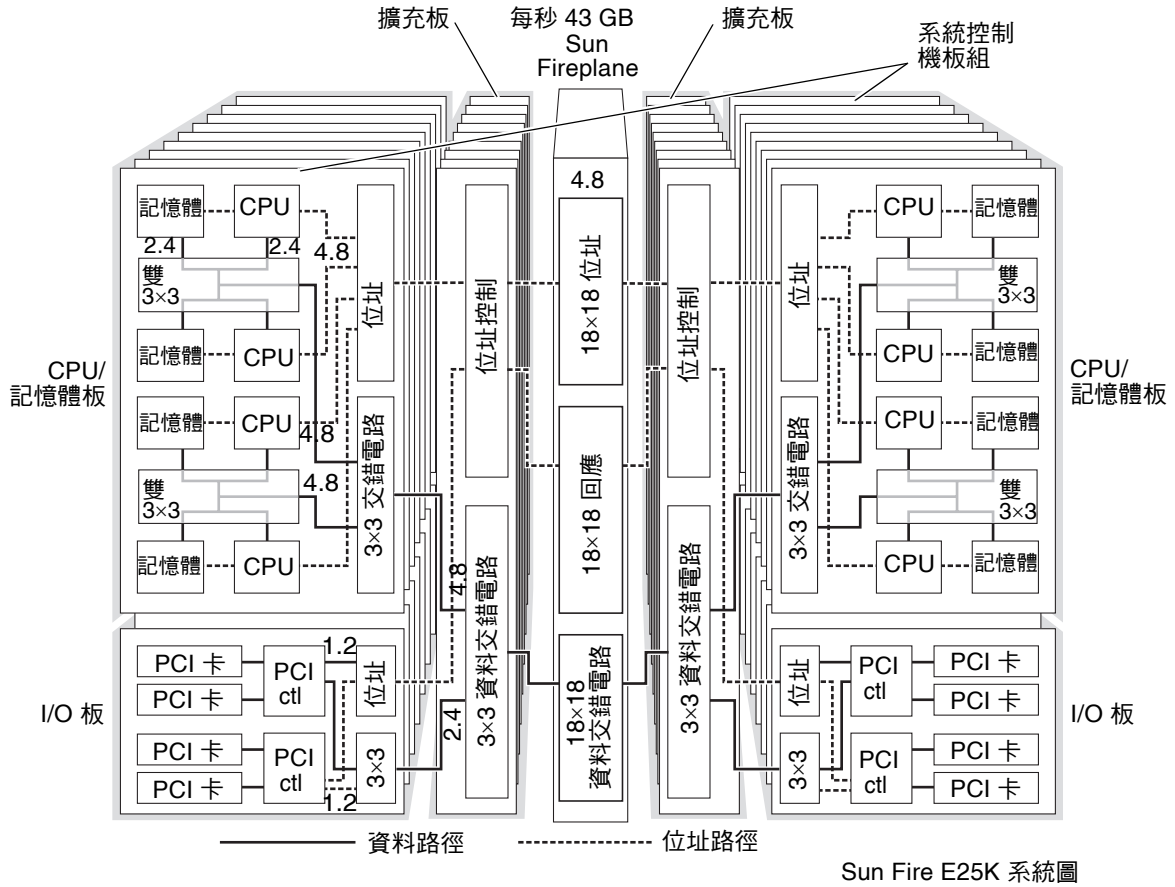 擴充板
每秒 43 GB
Sun
Fireplane
擴充板
系統控制
機板組
CPU/
記憶體板
記憶體
CPU
2.4
2.4
4.8
雙
3×3
記憶體
CPU
位址
記憶體
CPU
4.8
4.8
雙
3×3
記憶體
CPU
3×3 交錯電路
I/O 板
PCI 卡
PCI 卡
PCI
ctl
1.2
位址
PCI 卡
PCI 卡
PCI
ctl
1.2
3×3
位址控制
4.8
2.4
3×3 資料交錯電路
4.8
18×18 位址
18×18 回應
18×18
資料交錯電路
位址控制
3×3 資料交錯電路
位址
CPU
記憶體
雙
3×3
CPU
記憶體
3×3 交錯電路
CPU
記憶體
雙
3×3
CPU
記憶體
CPU/
記憶體板
位址
PCI
ctl
PCI 卡
PCI 卡
3×3
PCI
ctl
PCI 卡
PCI 卡
I/O 板
資料路徑
位址路徑
Sun Fire E25K 系統圖